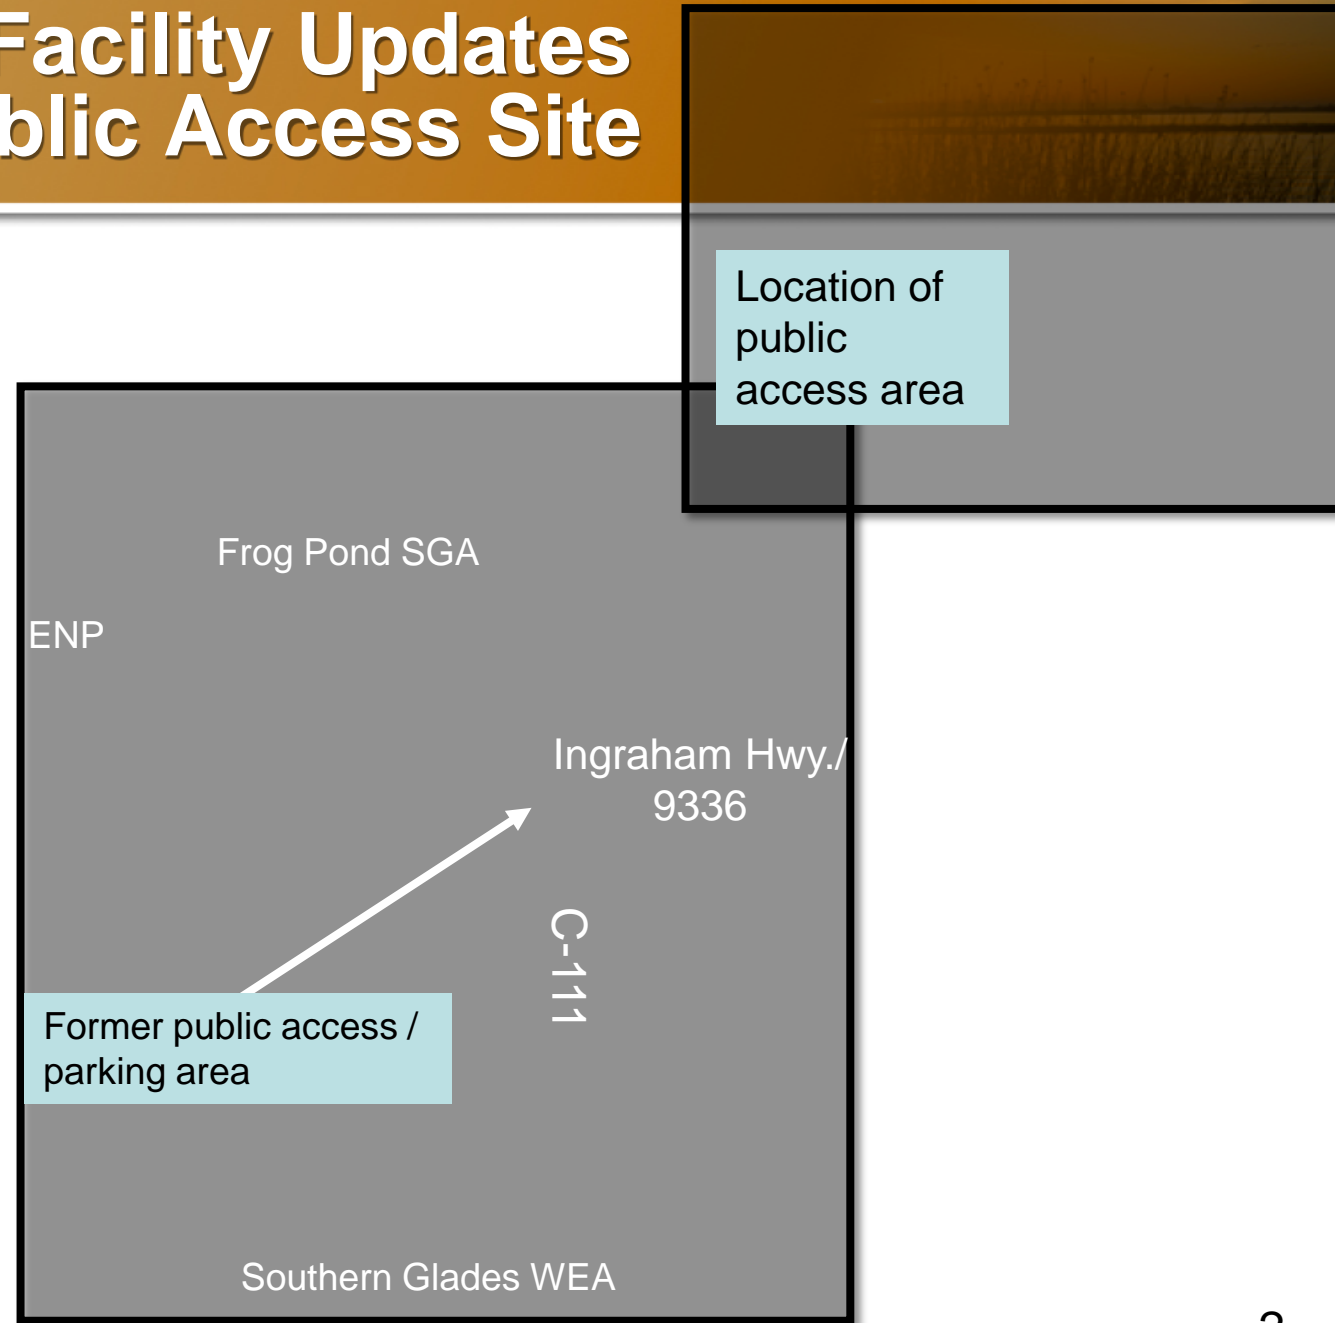 Facility Updates
blic Access Site
Location of
public
access area
Frog Pond SGA
ENP
Ingraham Hwy./
9336
C-111
Former public access /
parking area
Southern Glades WEA